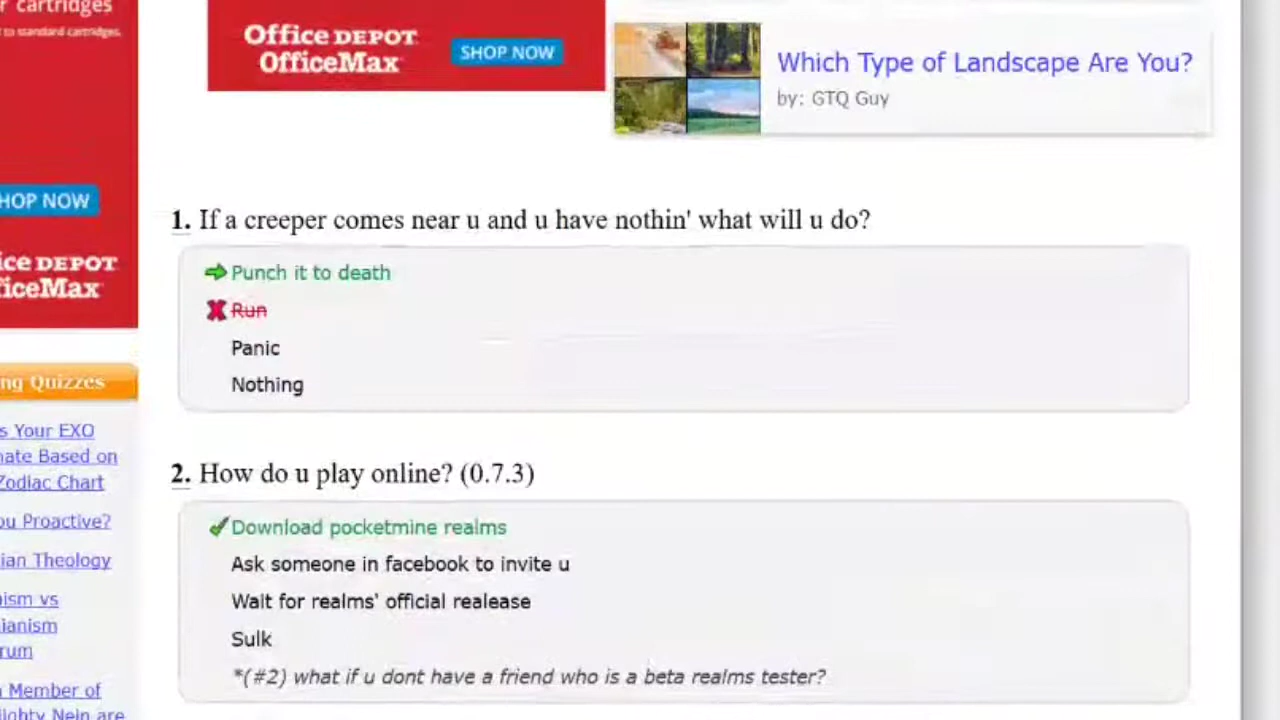 r cartridges
to standard cartridges.
HOP NOW
ice DEPOT
ficeMax
Office DEPOT
OfficeMax
SHOP NOW
Which Type of Landscape Are You?
by: GTQ Guy
1. If a creeper comes near u and u have nothin' what will u do?
Punch it to death
Run
Panic
Nothing
2. How do u play online? (0.7.3)
Download pocketmine realms
Ask someone in facebook to invite u
Wait for realms' official realease
Sulk
*(#2) what if u dont have a friend who is a beta realms tester?
ng Quizzes
s Your EXO
mate Based on
Zodiac Chart
ou Proactive?
ian Theology
ism vs
ianism
rum
Member of
lighty Nein are